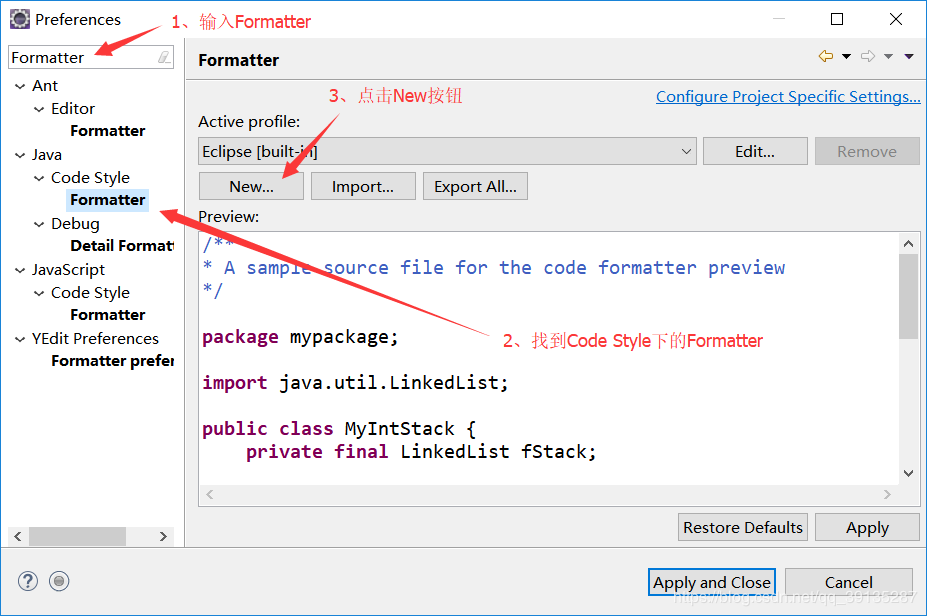 Preferences
1、输入Formatter
Formatter
Ant
Editor
Formatter
Java
Code Style
Formatter
Debug
Detail Format
JavaScript
Code Style
Formatter
YEdit Preferences
Formatter prefer
Formatter
3、点击New按钮
Configure Project Specific Settings...
Active profile:
Eclipse [built-in]
Edit...
Remove
New...
Import...
Export All...
Preview:
/**
* A sample source file for the code formatter preview
*/
package mypackage;
2、找到Code Style下的Formatter
import java.util.LinkedList;
public class MyIntStack {
private final LinkedList fStack;
Restore Defaults
Apply
?
Apply and Close
Cancel
https://blog.csdn.net/qq_39135287